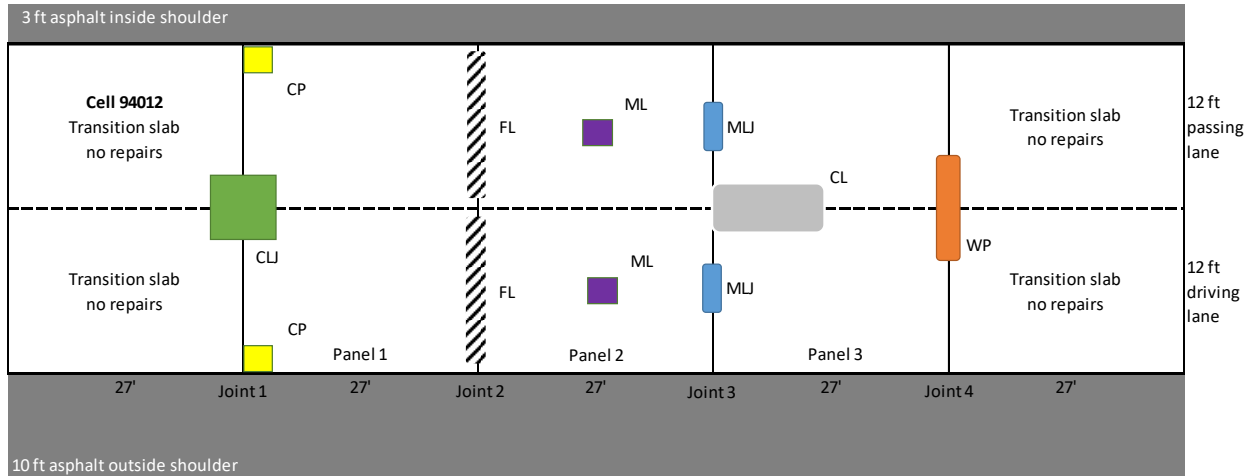 3 ft asphalt inside shoulder
Cell 94012
Transition slab
no repairs
CP
FL
ML
MLJ
CL
Transition slab
no repairs
12 ft
passing
lane
CLJ
WP
Transition slab
no repairs
CP
FL
ML
MLJ
Transition slab
no repairs
12 ft
driving
lane
Panel 1
Panel 2
Panel 3
27'
Joint 1
27'
Joint 2
27'
Joint 3
27'
Joint 4
27'
10 ft asphalt outside shoulder